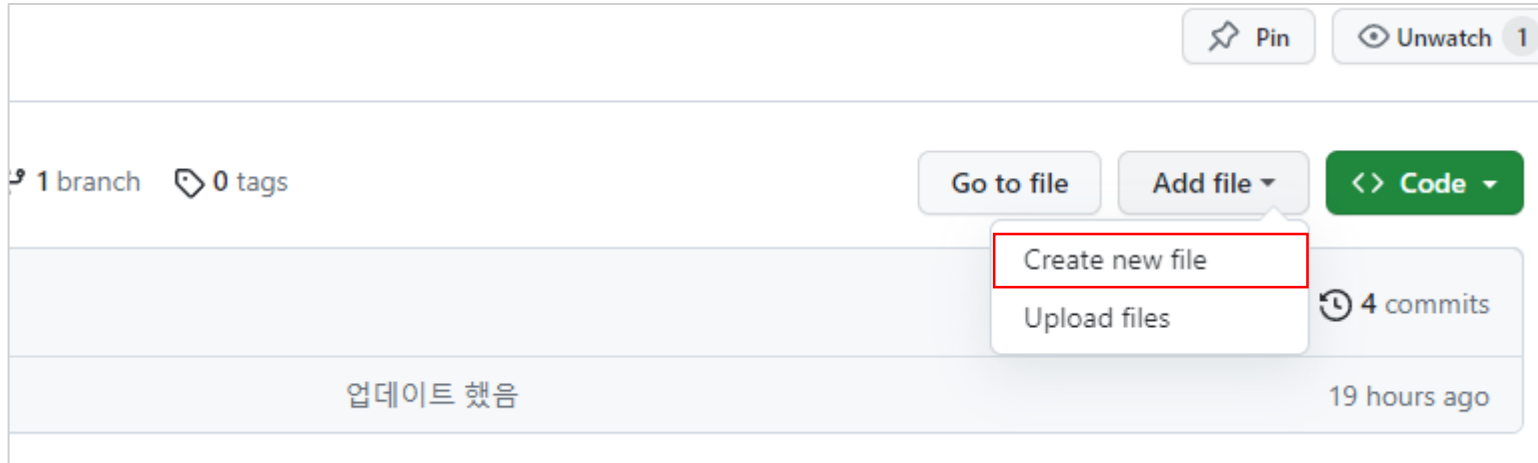 Pin Unwatch 1
1 branch 0 tags Go to file Add file <> Code
Create new file
Upload files
4 commits
업데이트 했음 19 hours ago